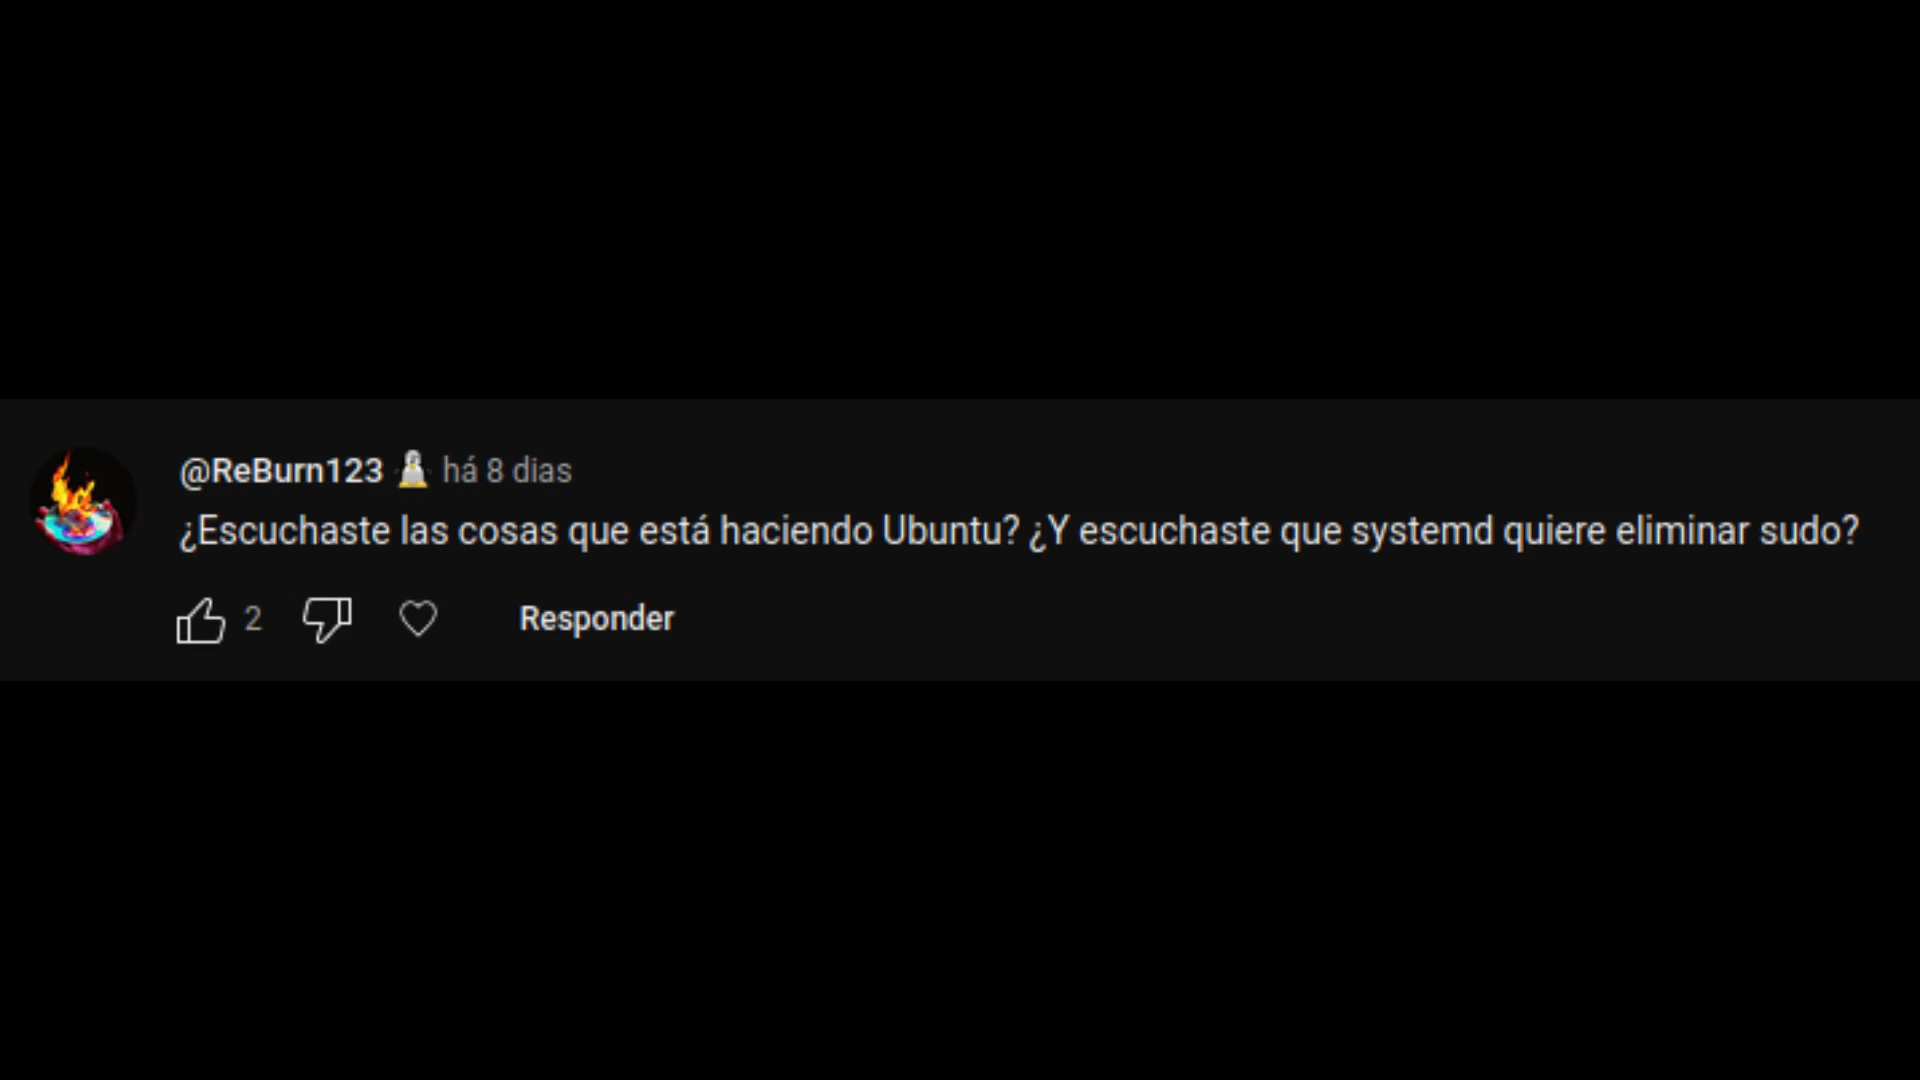 @ReBurn123 há 8 dias
¿Escuchaste las cosas que está haciendo Ubuntu? ¿Y escuchaste que systemd quiere eliminar sudo?
2 Responder